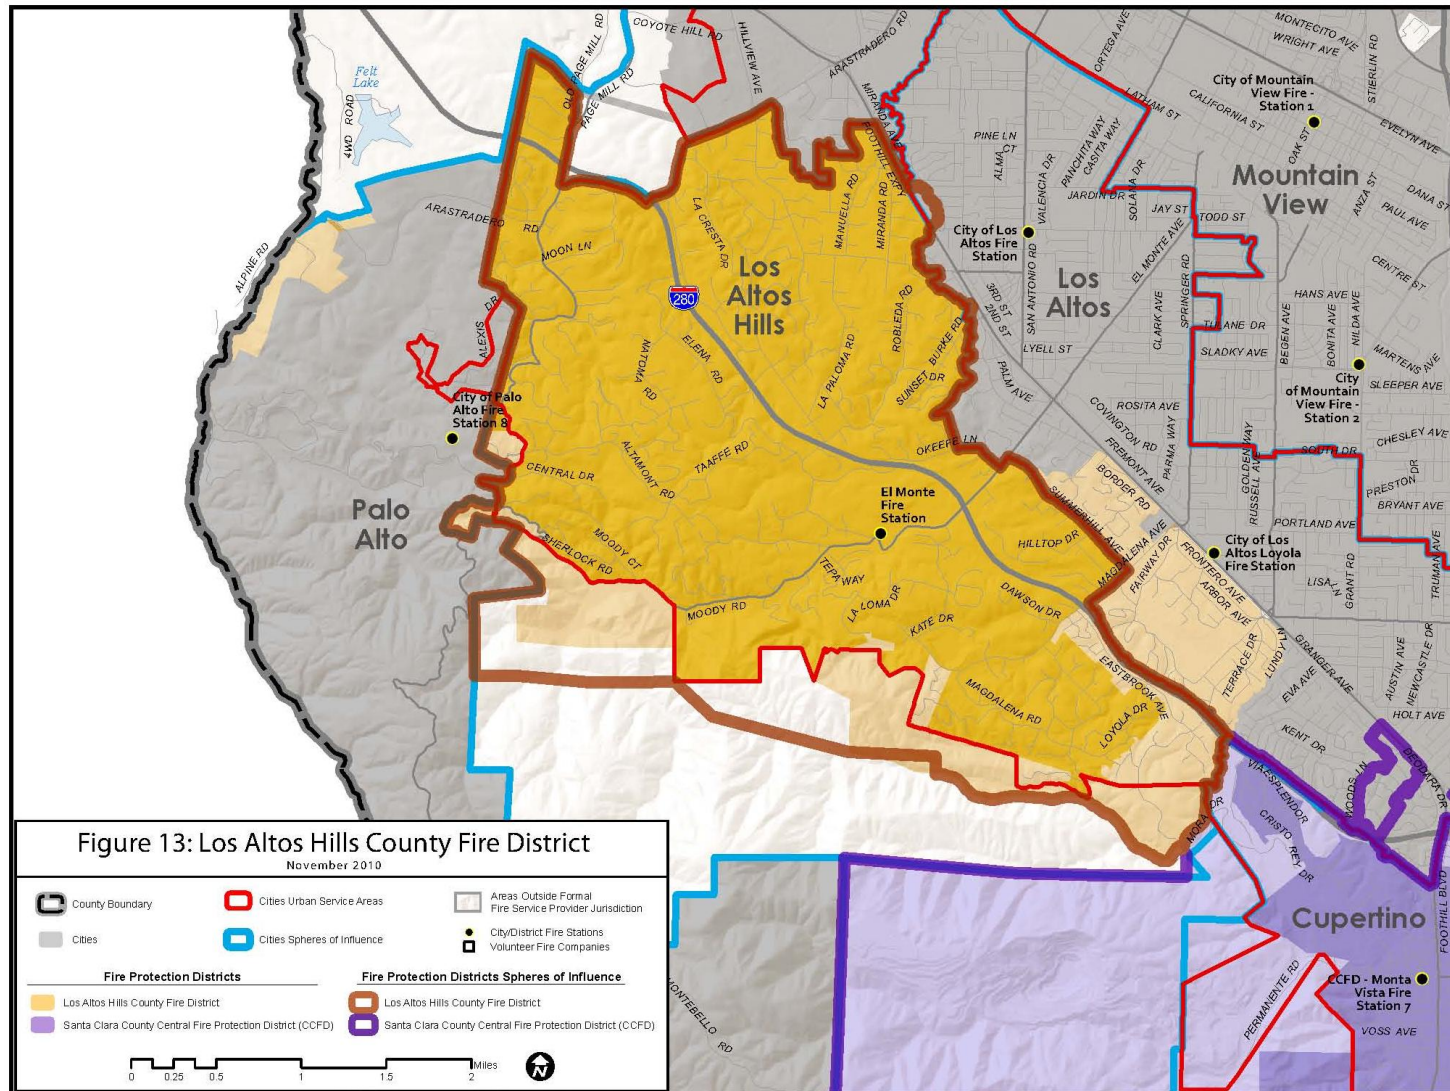 COYOTE HILL RD
OLD PAGE MILL RD
PAGE MILL RD
HILLVIEW AVE
ARASTRADERO RD
MIRANDA AVE
FOOTHILL EXPY
ORTEGA AVE
MONTECITO AVE
WRIGHT AVE
STIERLIN RD
Felt
Lake
4WD ROAD
City of Mountain
View Fire -
Station 1
LATHAM ST
CALIFORNIA ST
OAK ST
EVELYN AVE
PINE LN
ALMA CT
VALENCIA DR
PANCHITA WAY
CASITA WAY
SOLANA DR
JARDIN DR
JAY ST
TODD ST
Mountain
View
ANZA ST
DANA ST
PAUL AVE
ARASTRADERO RD
MOON LN
LA CRESTA DR
MANUELLA RD
MIRANDA RD
City of Los
Altos Fire
Station
SAN ANTONIO RD
EL MONTE AVE
Los
Altos
CENTRE ST
ALPINE RD
Los
Altos
Hills
280
3RD ST
2ND ST
CLARK AVE
SPRINGER RD
HANS AVE
TULANE DR
BEGEN AVE
BONITA AVE
NILDA AVE
ALEXIS DR
NATOMA RD
ELENA RD
LA PALOMA RD
ROBLEDA RD
BURKE RD
SUNSET DR
LYELL ST
SLADKY AVE
MARTENS AVE
SLEEPER AVE
PALM AVE
City
of Mountain
View Fire -
Station 2
City of Palo
Alto Fire
Station 8
COVINGTON RD
ROSITA AVE
FREMONT AVE
PARMA WAY
GOLDEN WAY
RUSSELL AVE
SOUTH DR
CHESLEY AVE
PRESTON DR
BRYANT AVE
OKEEFE LN
CENTRAL DR
ALTAMONT RD
TAAFFE RD
BORDER RD
SUMMERHILL AVE
Palo
Alto
El Monte
Fire
Station
MAGDALENA AVE
HILLTOP DR
PORTLAND AVE
City of Los
Altos Loyola
Fire Station
SHERLOCK RD
MOODY CT
TEPA WAY
FAIRWAY DR
FRONTERO AVE
ARBOR AVE
LISA LN
GRANT RD
TRUMAN AVE
MOODY RD
LA LOMA DR
KATE DR
DAWSON DR
EASTBROOK AVE
TERRACE DR
LUNDY LN
GRANGER AVE
EVA AVE
AUSTIN AVE
NEWCASTLE DR
HOLT AVE
MAGDALENA RD
LOYOLA DR
KENT DR
VIA ESPLENDOR
WOODS LN
DEODARA DR
MORA DR
CRISTO REY DR
FOOTHILL BLVD
Cupertino
CCFD - Monta
Vista Fire
Station 7
PERMANENTE RD
VOSS AVE
MONTEBELLO RD
Figure 13: Los Altos Hills County Fire District
November 2010
County Boundary
Cities Urban Service Areas
Areas Outside Formal
Fire Service Provider Jurisdiction
Cities
Cities Spheres of Influence
City/District Fire Stations
Volunteer Fire Companies
Fire Protection Districts
Fire Protection Districts Spheres of Influence
Los Altos Hills County Fire District
Los Altos Hills County Fire District
Santa Clara County Central Fire Protection District (CCFD)
Santa Clara County Central Fire Protection District (CCFD)
0 0.25 0.5 1 1.5 2 Miles
N